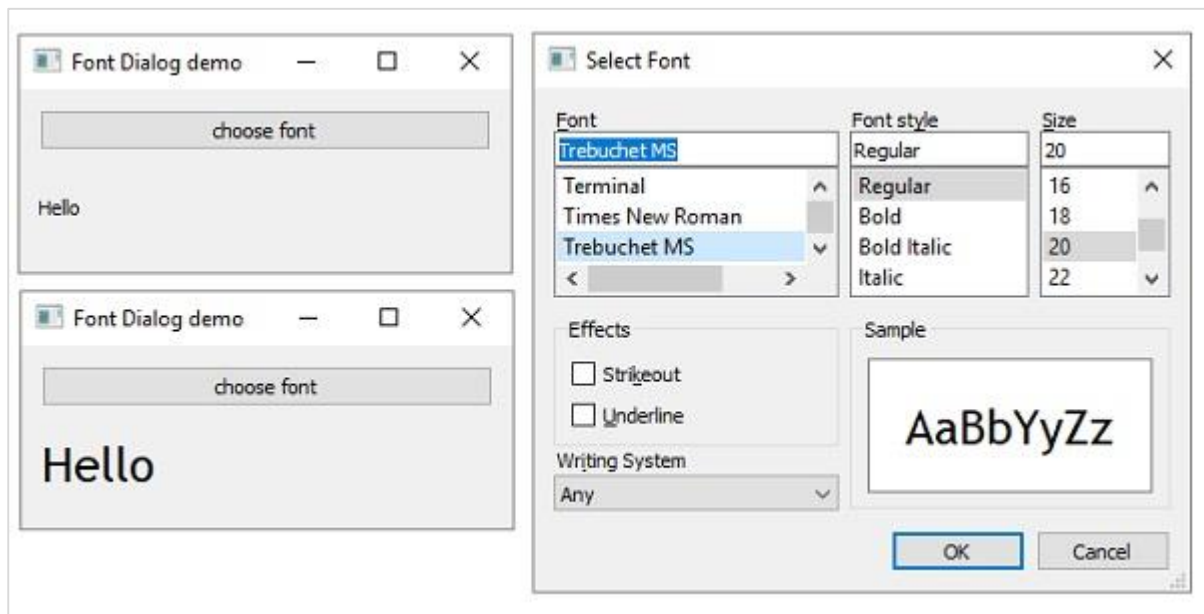 Font Dialog demo
choose font
Hello
Font Dialog demo
choose font
Hello
Select Font
Font Font style Size
Trebuchet MS Regular 20
Terminal Regular 16
Times New Roman Bold 18
Trebuchet MS Bold Italic 20
Italic 22
Effects Sample
Strikeout
Underline
AaBbYyZz
Writing System
Any
OK Cancel